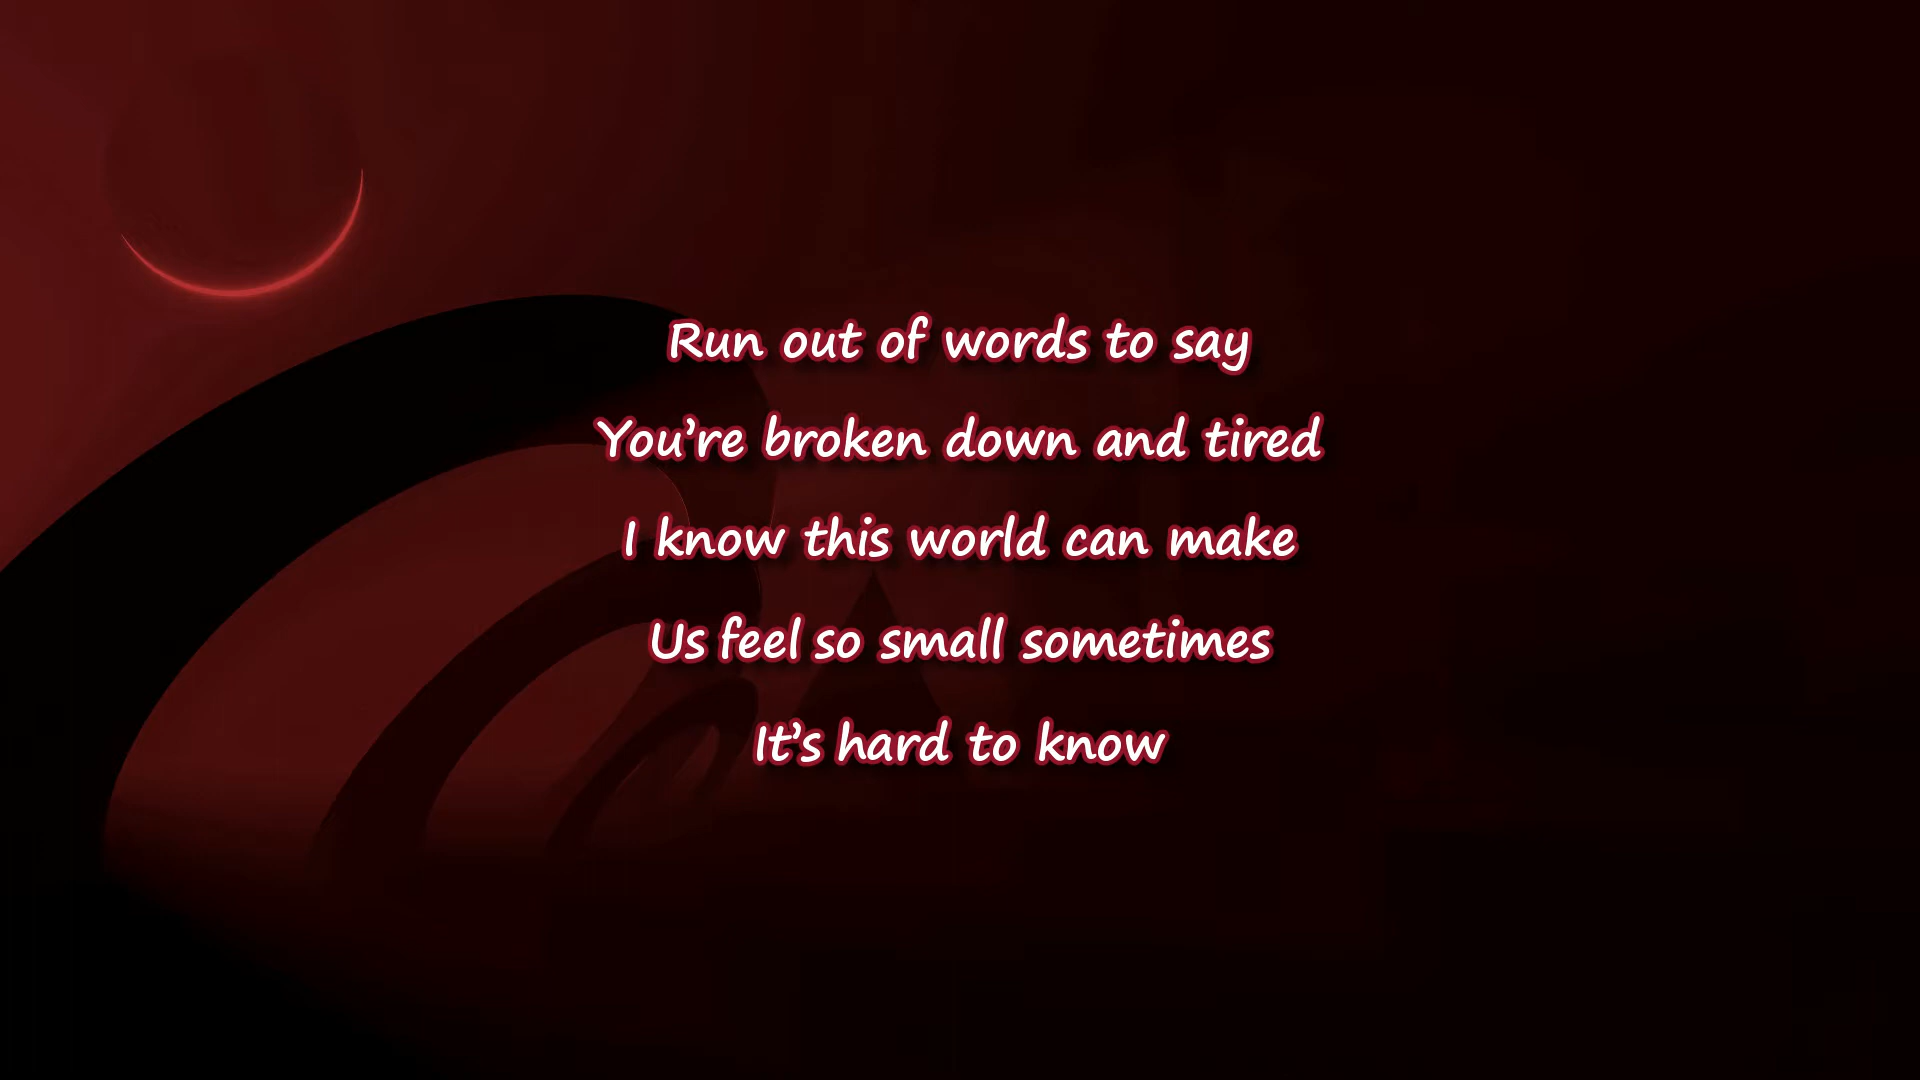 Run out of words to say
You’re broken down and tired
I know this world can make
Us feel so small sometimes
It’s hard to know